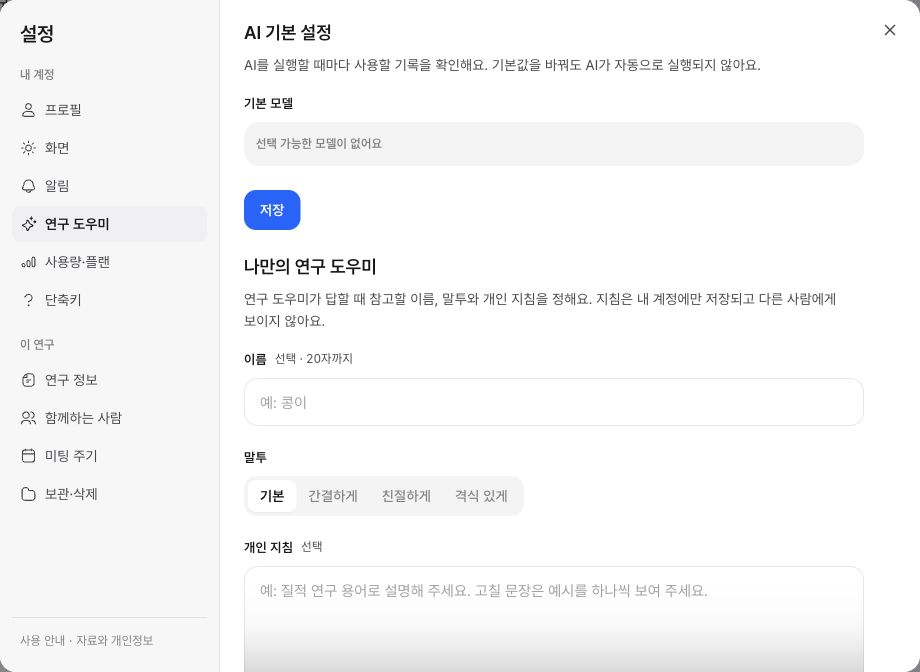 설정
내 계정
프로필
화면
알림
연구 도우미
사용량·플랜
단축키
이 연구
연구 정보
함께하는 사람
미팅 주기
보관·삭제
사용 안내 · 자료와 개인정보
AI 기본 설정
AI를 실행할 때마다 사용할 기록을 확인해요. 기본값을 바꿔도 AI가 자동으로 실행되지 않아요.
기본 모델
선택 가능한 모델이 없어요
저장
나만의 연구 도우미
연구 도우미가 답할 때 참고할 이름, 말투와 개인 지침을 정해요. 지침은 내 계정에만 저장되고 다른 사람에게
보이지 않아요.
이름 선택 · 20자까지
예: 콩이
말투
기본 간결하게 친절하게 격식 있게
개인 지침 선택
예: 질적 연구 용어로 설명해 주세요. 고칠 문장은 예시를 하나씩 보여 주세요.